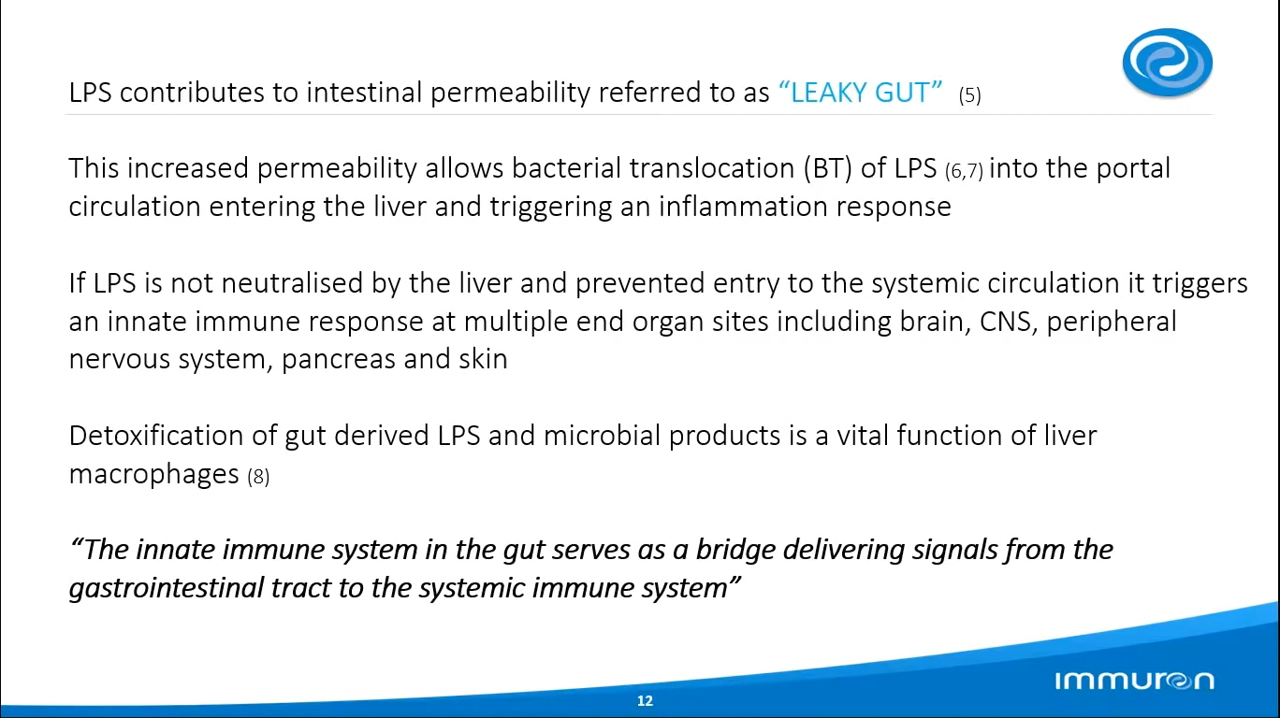 LPS contributes to intestinal permeability referred to as “LEAKY GUT” (5)
This increased permeability allows bacterial translocation (BT) of LPS (6,7) into the portal
circulation entering the liver and triggering an inflammation response
If LPS is not neutralised by the liver and prevented entry to the systemic circulation it triggers
an innate immune response at multiple end organ sites including brain, CNS, peripheral
nervous system, pancreas and skin
Detoxification of gut derived LPS and microbial products is a vital function of liver
macrophages (8)
“The innate immune system in the gut serves as a bridge delivering signals from the
gastrointestinal tract to the systemic immune system”
immuron
12